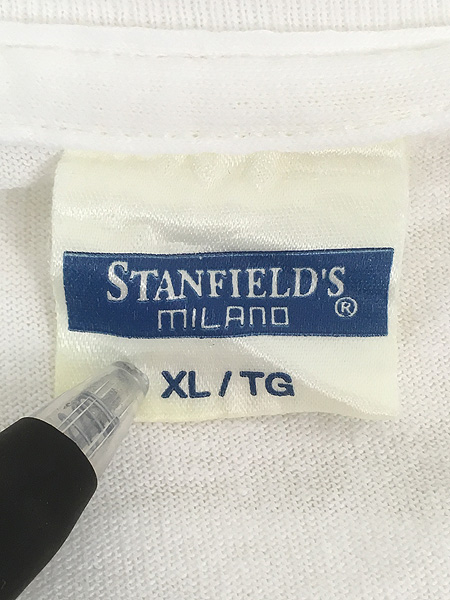 STANFIELD'S
MILANO ®
XL / TG